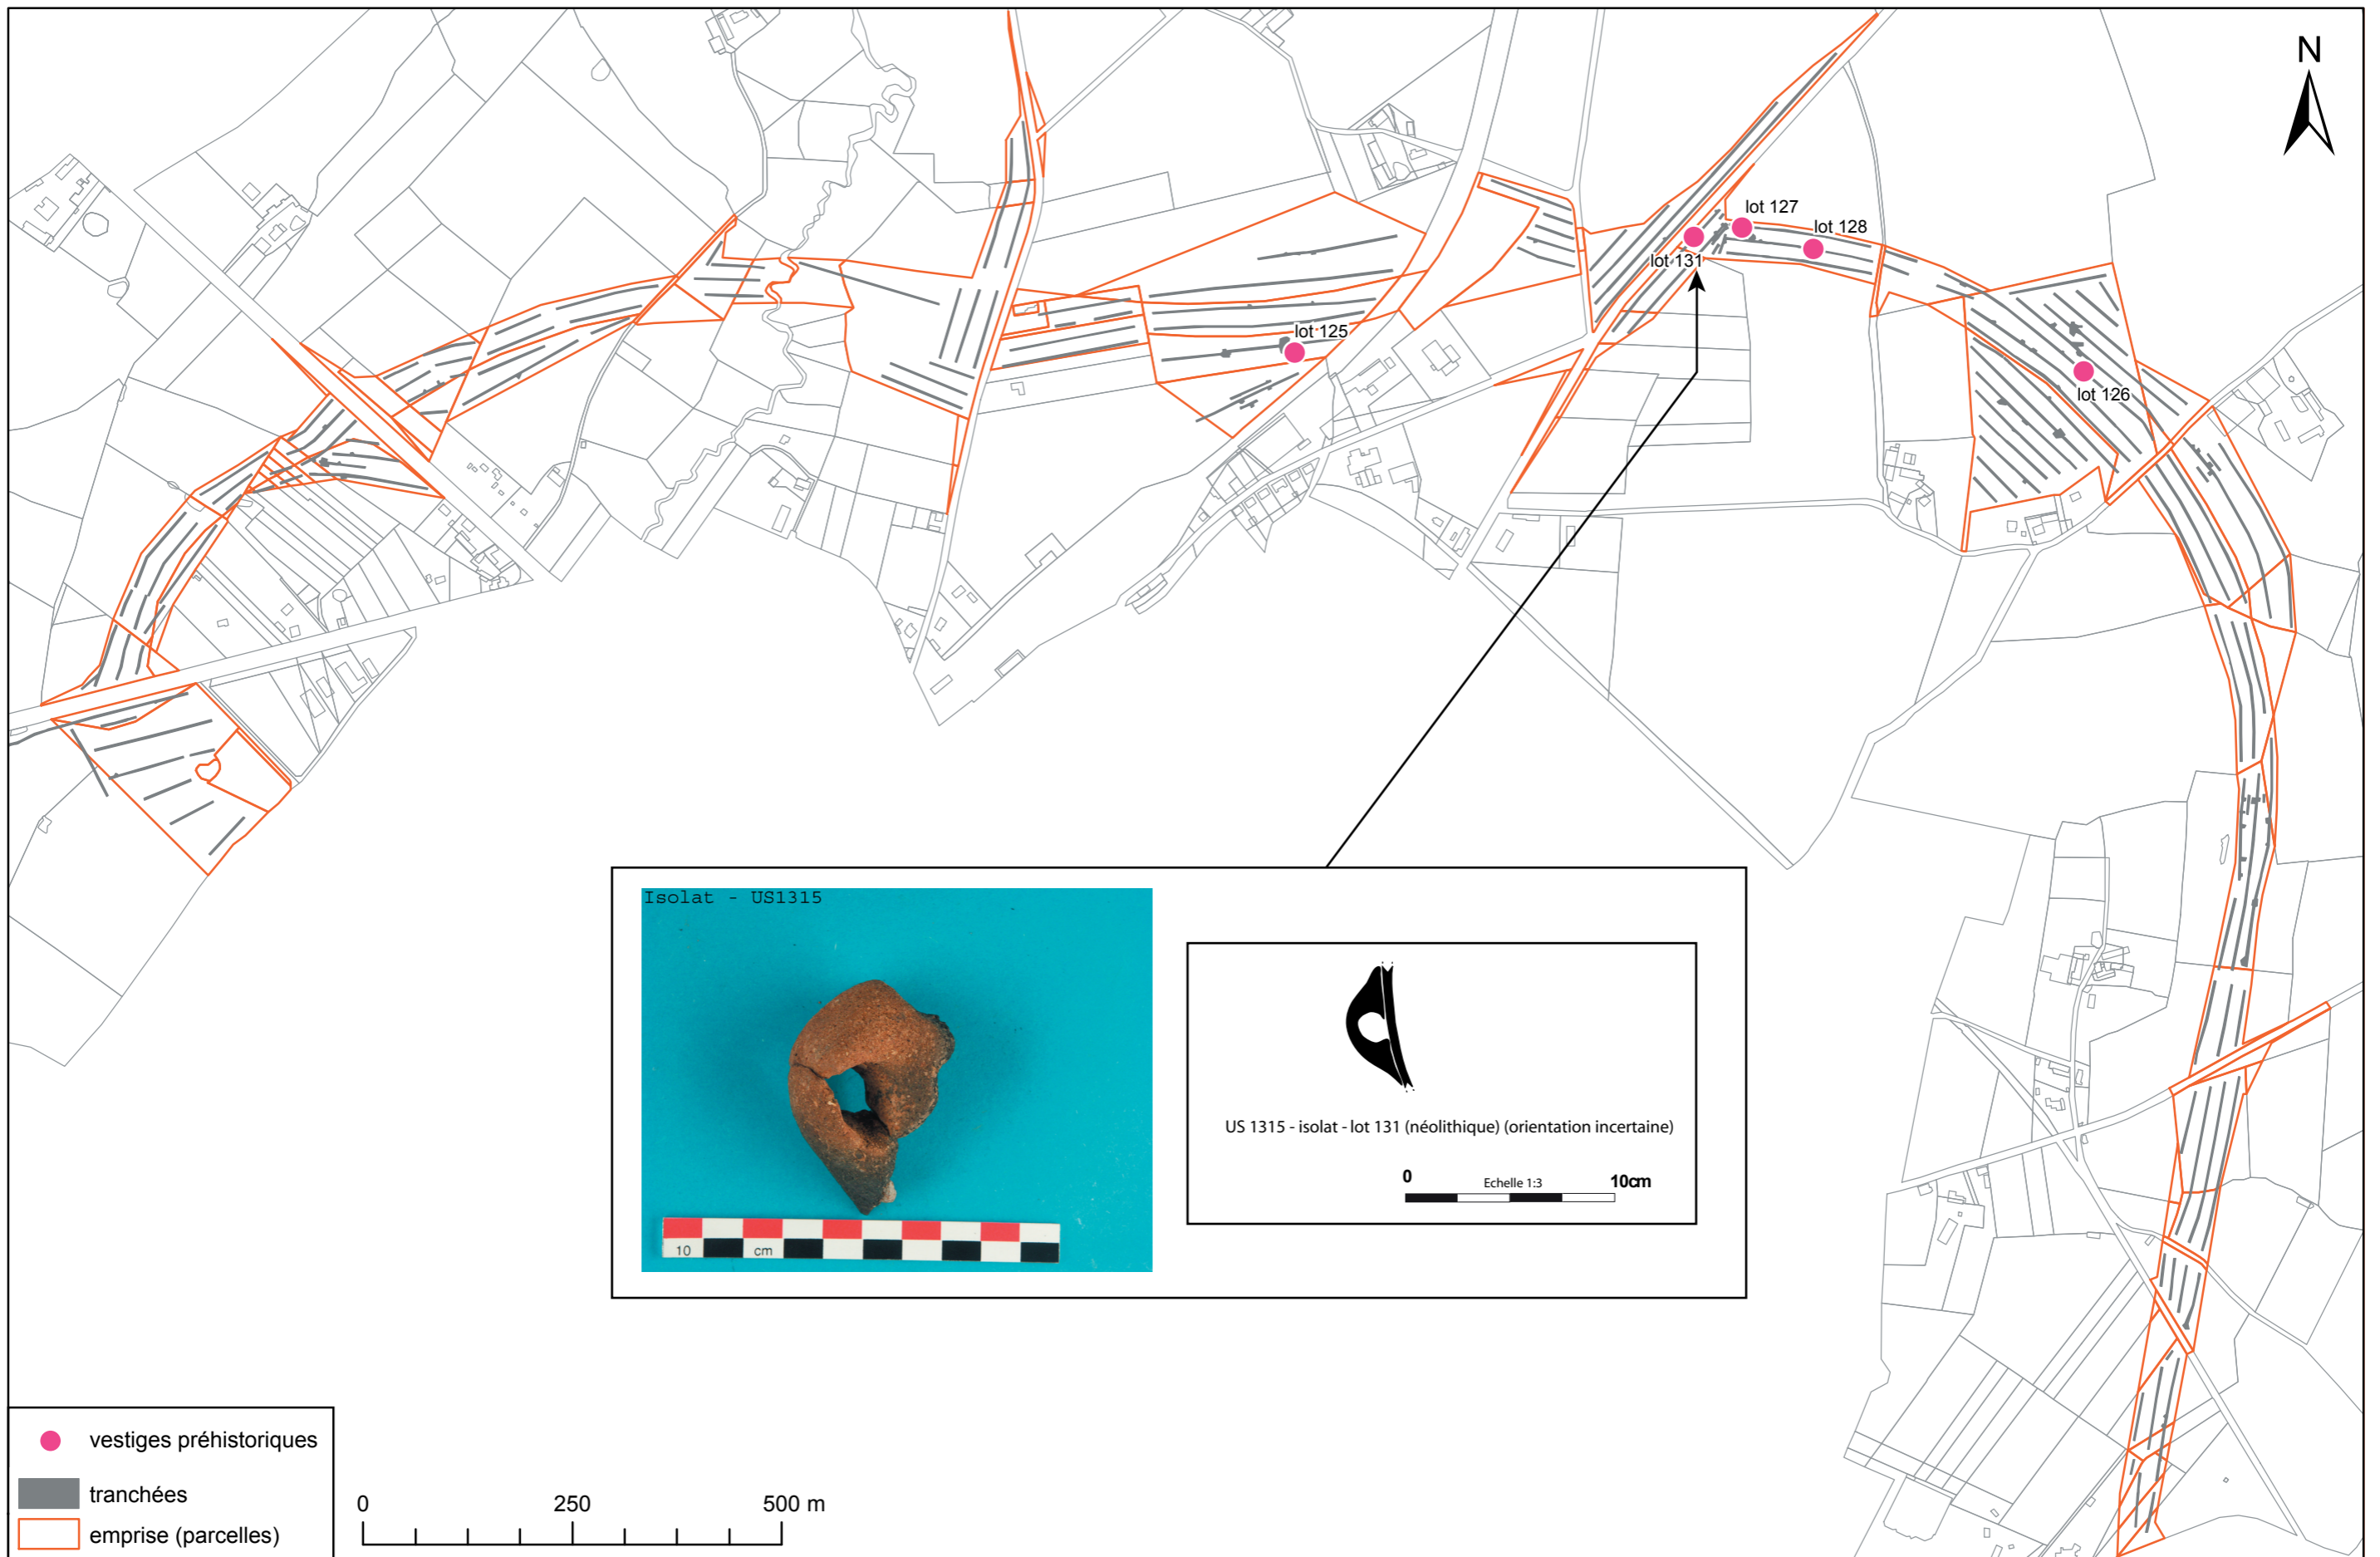 N
lot 127
lot 128
lot 131
lot 125
lot 126
Isolat - US1315
10 cm
US 1315 - isolat - lot 131 (néolithique) (orientation incertaine)
0 Echelle 1:3 10cm
vestiges préhistoriques
tranchées
emprise (parcelles)
0 250 500 m